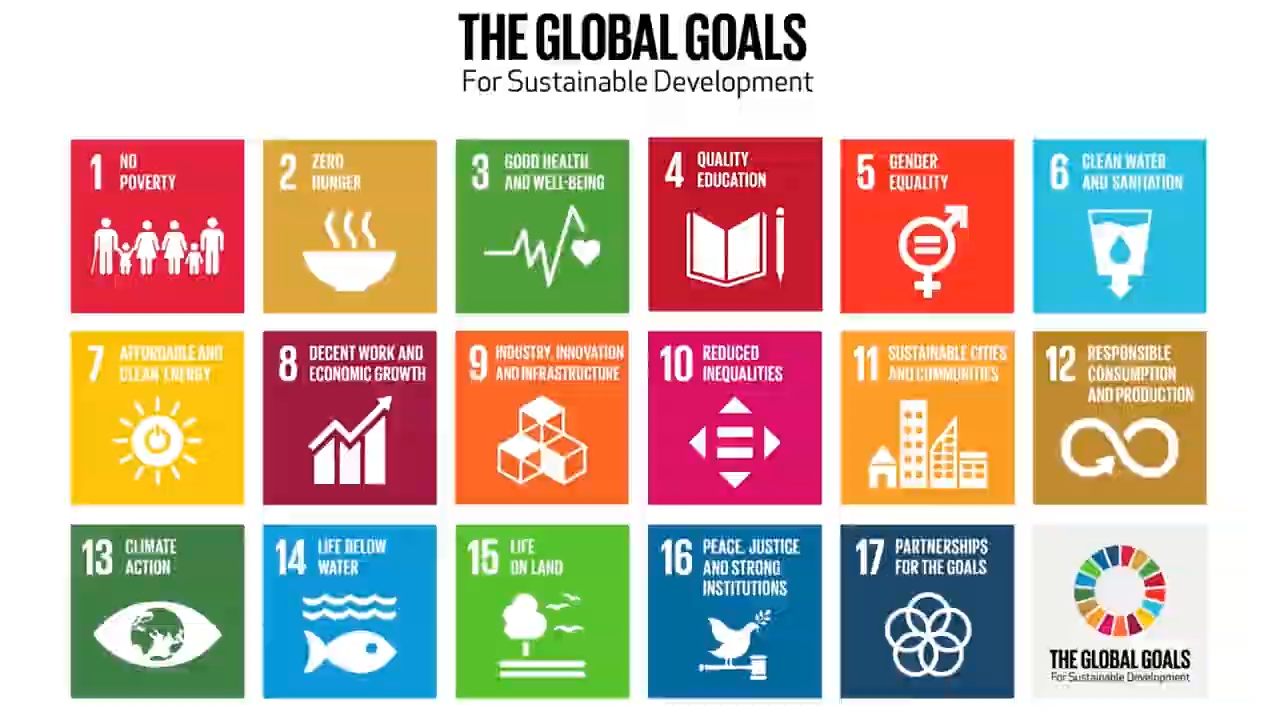 THE GLOBAL GOALS
For Sustainable Development
1 NO
POVERTY
2 ZERO
HUNGER
3 GOOD HEALTH
AND WELL-BEING
4 QUALITY
EDUCATION
5 GENDER
EQUALITY
6 CLEAN WATER
AND SANITATION
7 AFFORDABLE AND
CLEAN ENERGY
8 DECENT WORK AND
ECONOMIC GROWTH
9 INDUSTRY, INNOVATION
AND INFRASTRUCTURE
10 REDUCED
INEQUALITIES
11 SUSTAINABLE CITIES
AND COMMUNITIES
12 RESPONSIBLE
CONSUMPTION
AND PRODUCTION
13 CLIMATE
ACTION
14 LIFE BELOW
WATER
15 LIFE
ON LAND
16 PEACE, JUSTICE
AND STRONG
INSTITUTIONS
17 PARTNERSHIPS
FOR THE GOALS
THE GLOBAL GOALS
For Sustainable Development